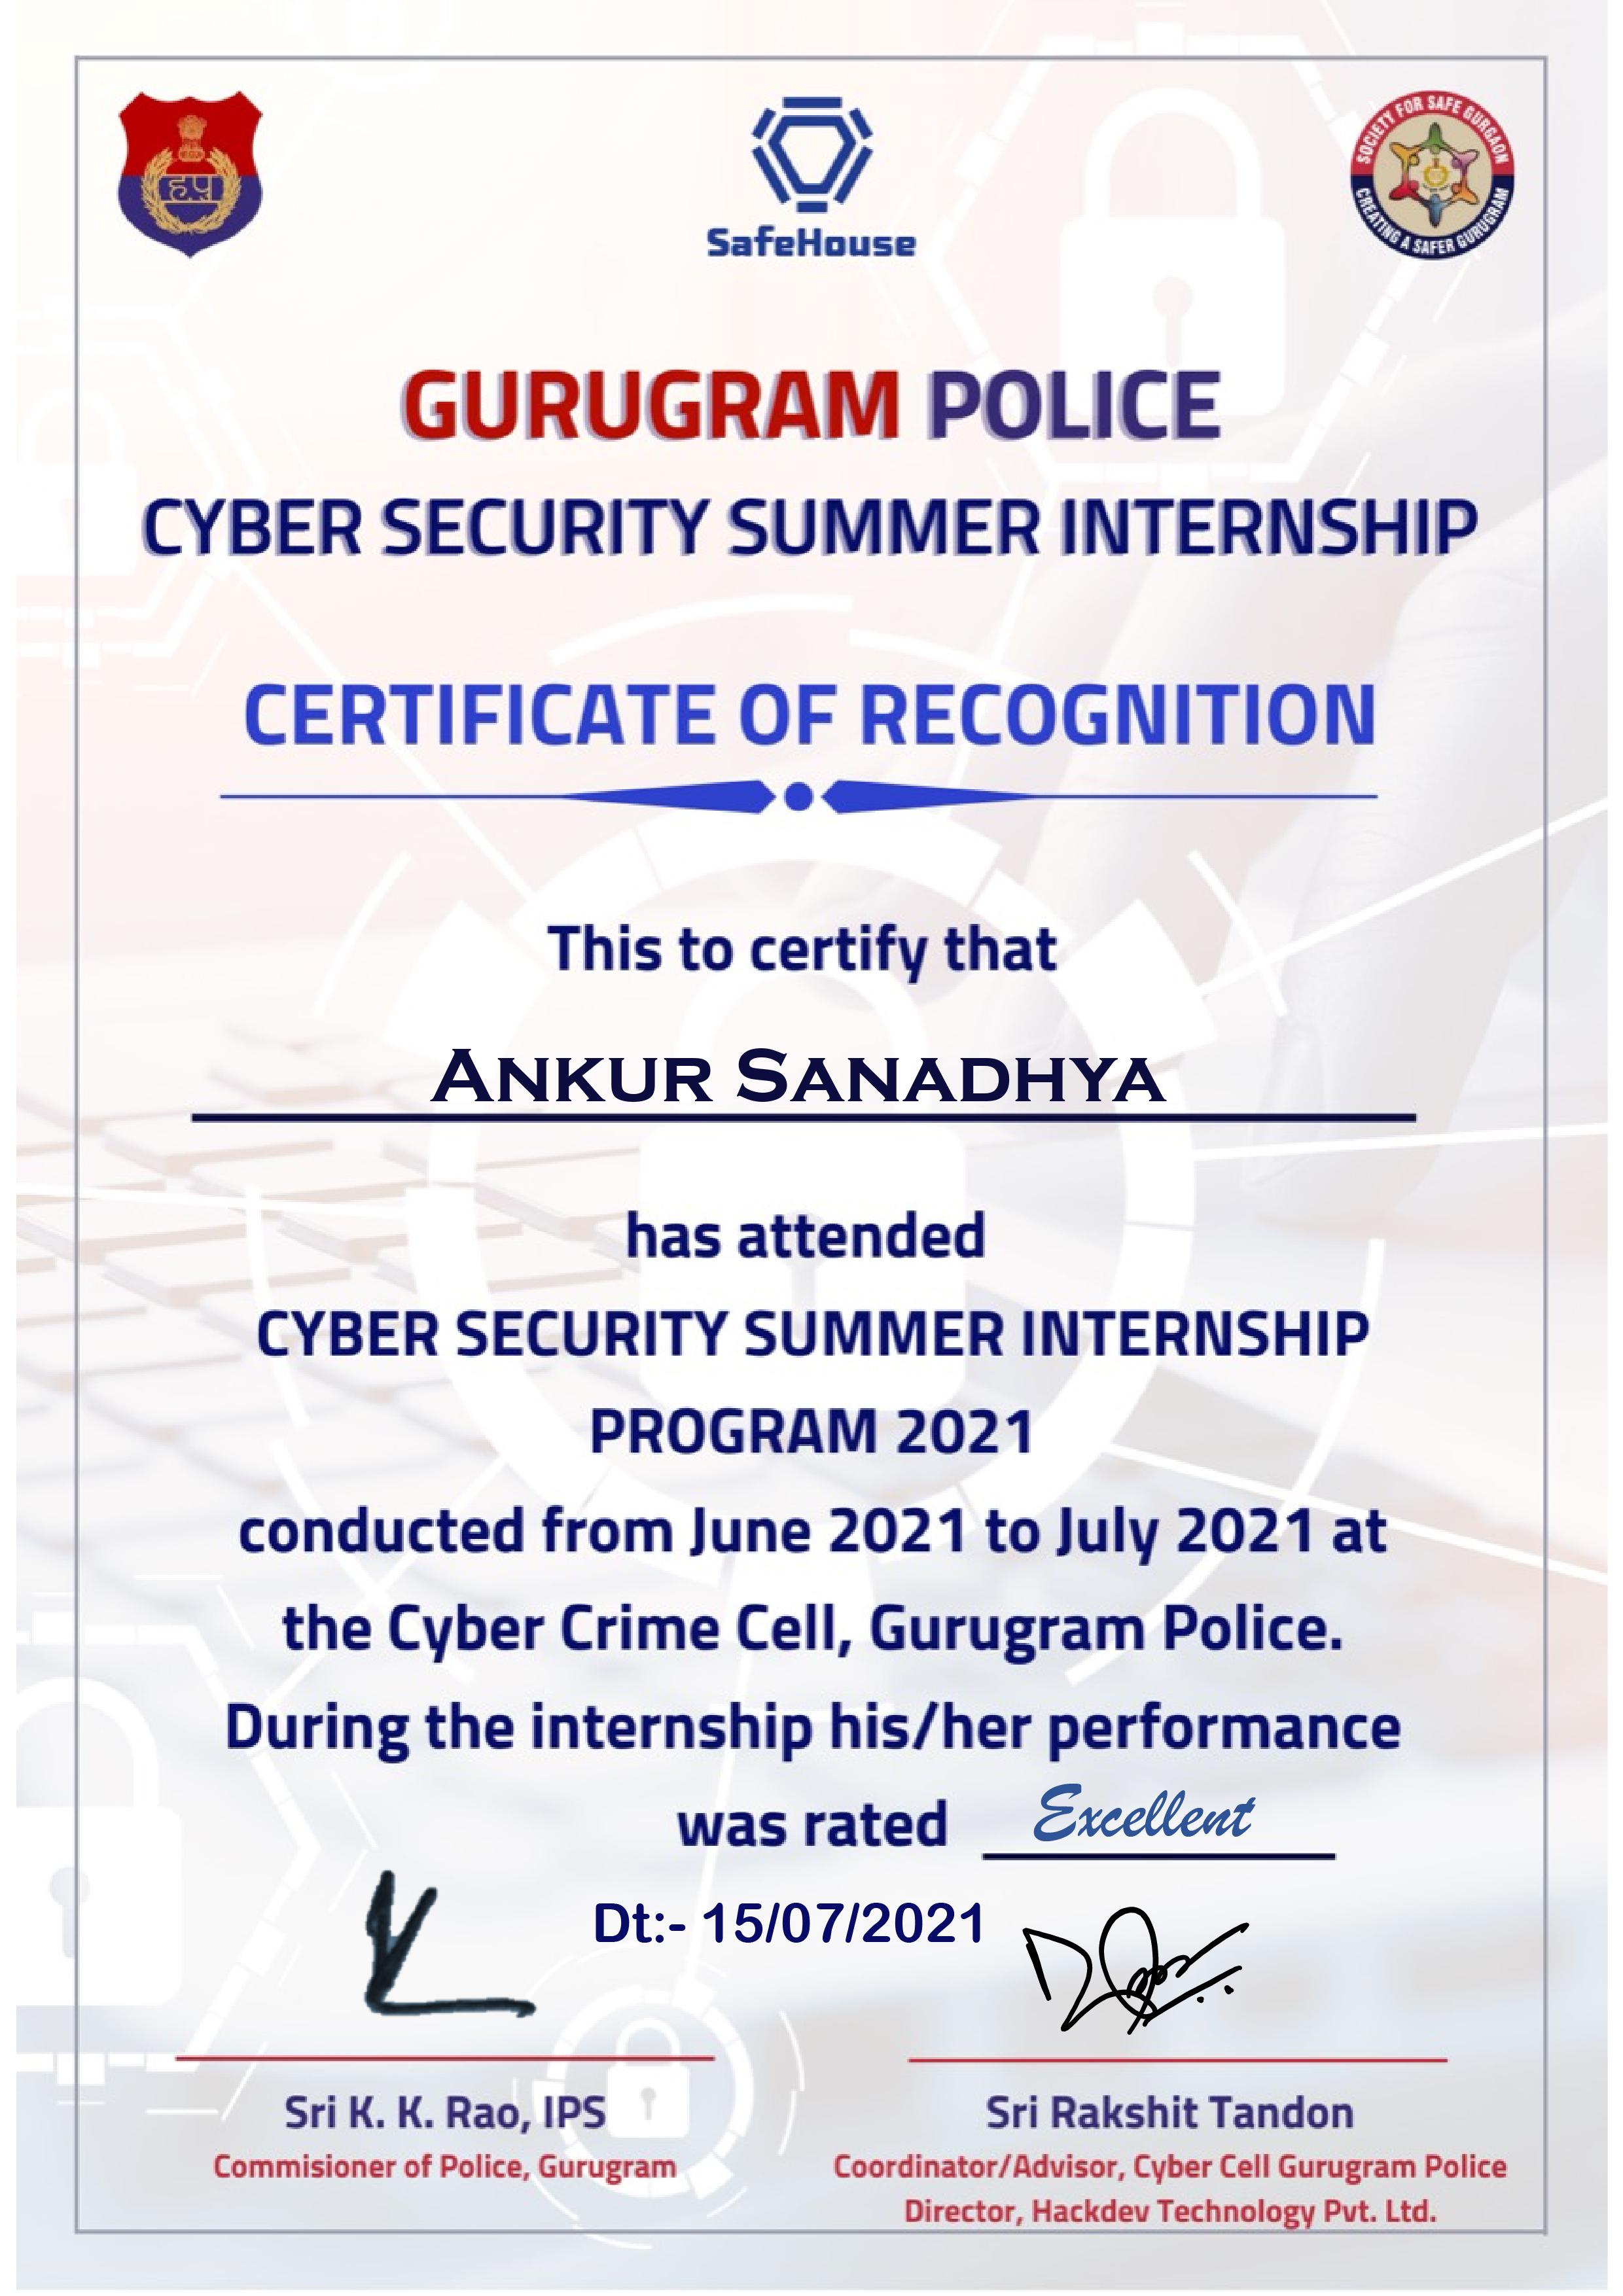 ह.पु
SafeHouse
SOCIETY FOR SAFE GURGAON
CREATING A SAFER GURUGRAM
GURUGRAM POLICE
CYBER SECURITY SUMMER INTERNSHIP
CERTIFICATE OF RECOGNITION
This to certify that
ANKUR SANADHYA
has attended
CYBER SECURITY SUMMER INTERNSHIP
PROGRAM 2021
conducted from June 2021 to July 2021 at
the Cyber Crime Cell, Gurugram Police.
During the internship his/her performance
was rated Excellent
Dt:- 15/07/2021
Sri K. K. Rao, IPS
Commisioner of Police, Gurugram
Sri Rakshit Tandon
Coordinator/Advisor, Cyber Cell Gurugram Police
Director, Hackdev Technology Pvt. Ltd.